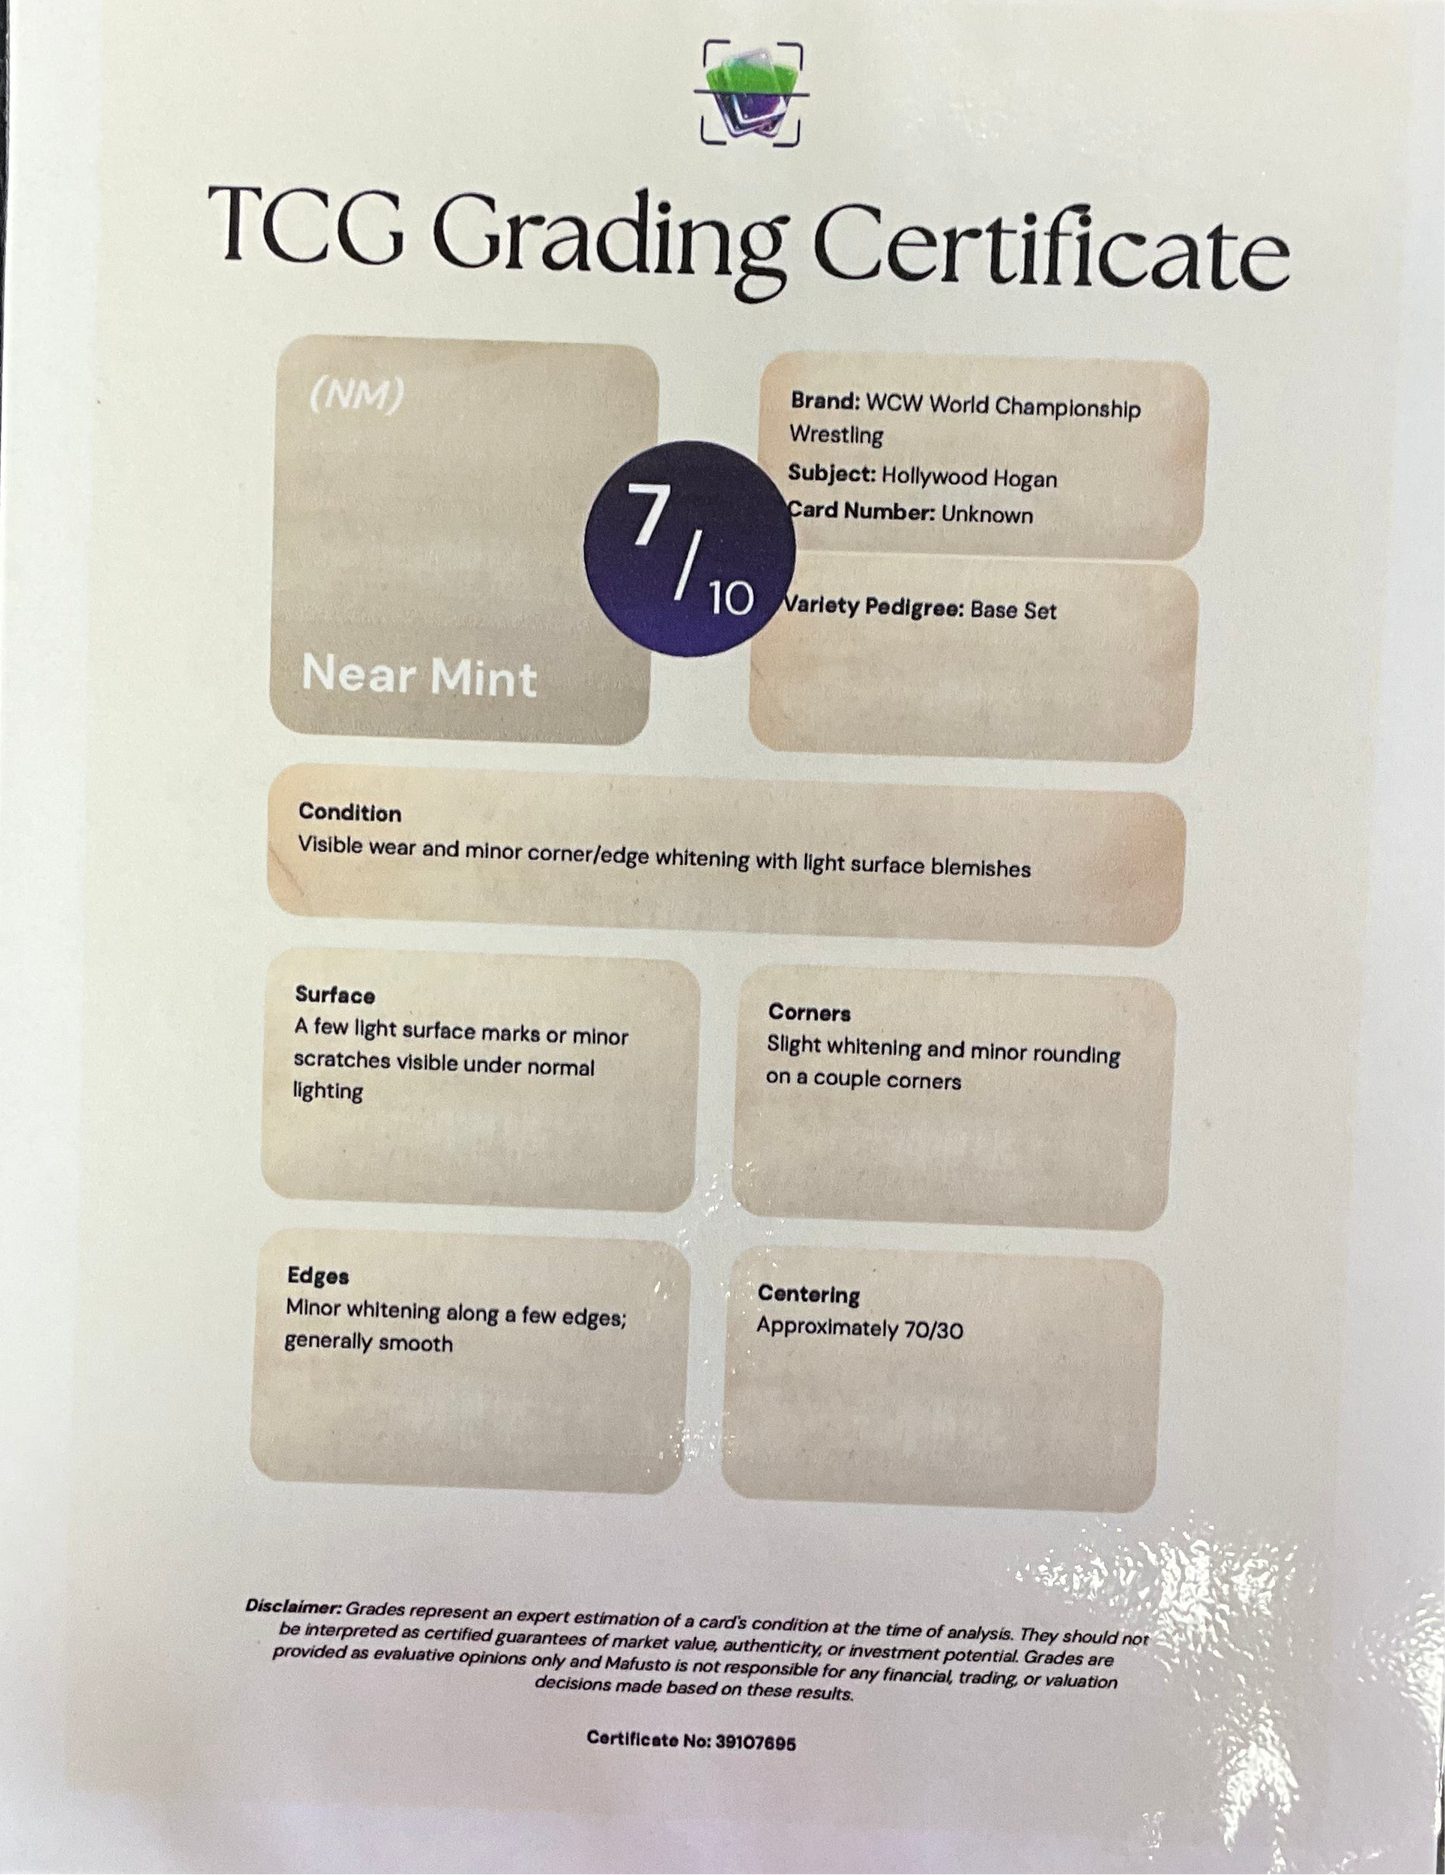 TCG Grading Certificate
(NM)
7/10
Near Mint
Brand: WCW World Championship
Wrestling
Subject: Hollywood Hogan
Card Number: Unknown
Variety Pedigree: Base Set
Condition
Visible wear and minor corner/edge whitening with light surface blemishes
Surface
A few light surface marks or minor
scratches visible under normal
lighting
Corners
Slight whitening and minor rounding
on a couple corners
Edges
Minor whitening along a few edges;
generally smooth
Centering
Approximately 70/30
Disclaimer: Grades represent an expert estimation of a card's condition at the time of analysis. They should not
be interpreted as certified guarantees of market value, authenticity, or investment potential. Grades are
provided as evaluative opinions only and Mafusto is not responsible for any financial, trading, or valuation
decisions made based on these results.
Certificate No: 39107695